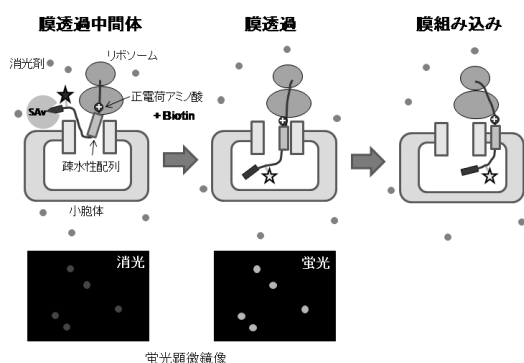 膜透過中間体
膜透過
膜組み込み
消光剤
リボソーム
SAv
正電荷アミノ酸
+ Biotin
疎水性配列
小胞体
消光
蛍光
蛍光顕微鏡像